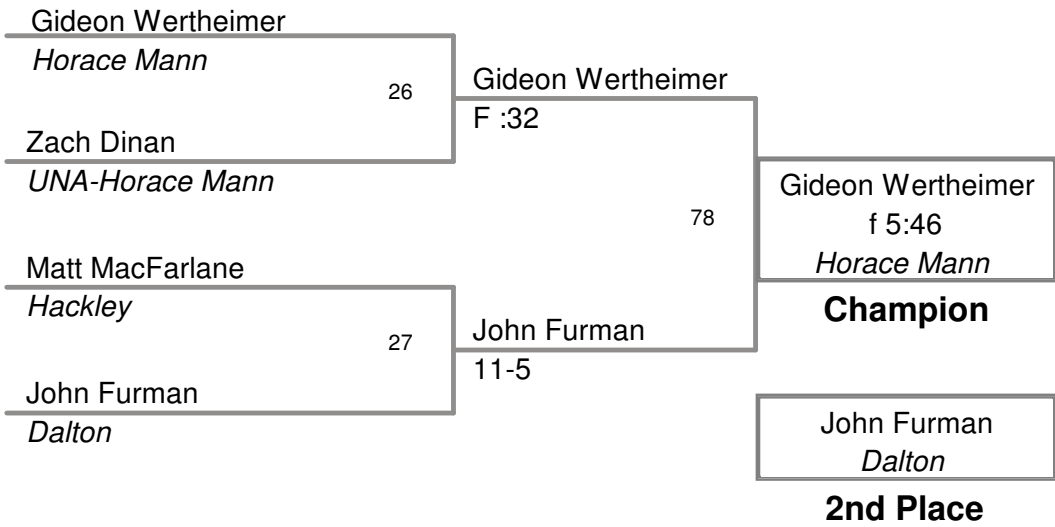 Gideon Wertheimer
Horace Mann
26
Zach Dinan
UNA-Horace Mann
Gideon Wertheimer
F :32
Matt MacFarlane
Hackley
27
John Furman
Dalton
John Furman
11-5
78
Gideon Wertheimer
f 5:46
Horace Mann
Champion
John Furman
Dalton
2nd Place